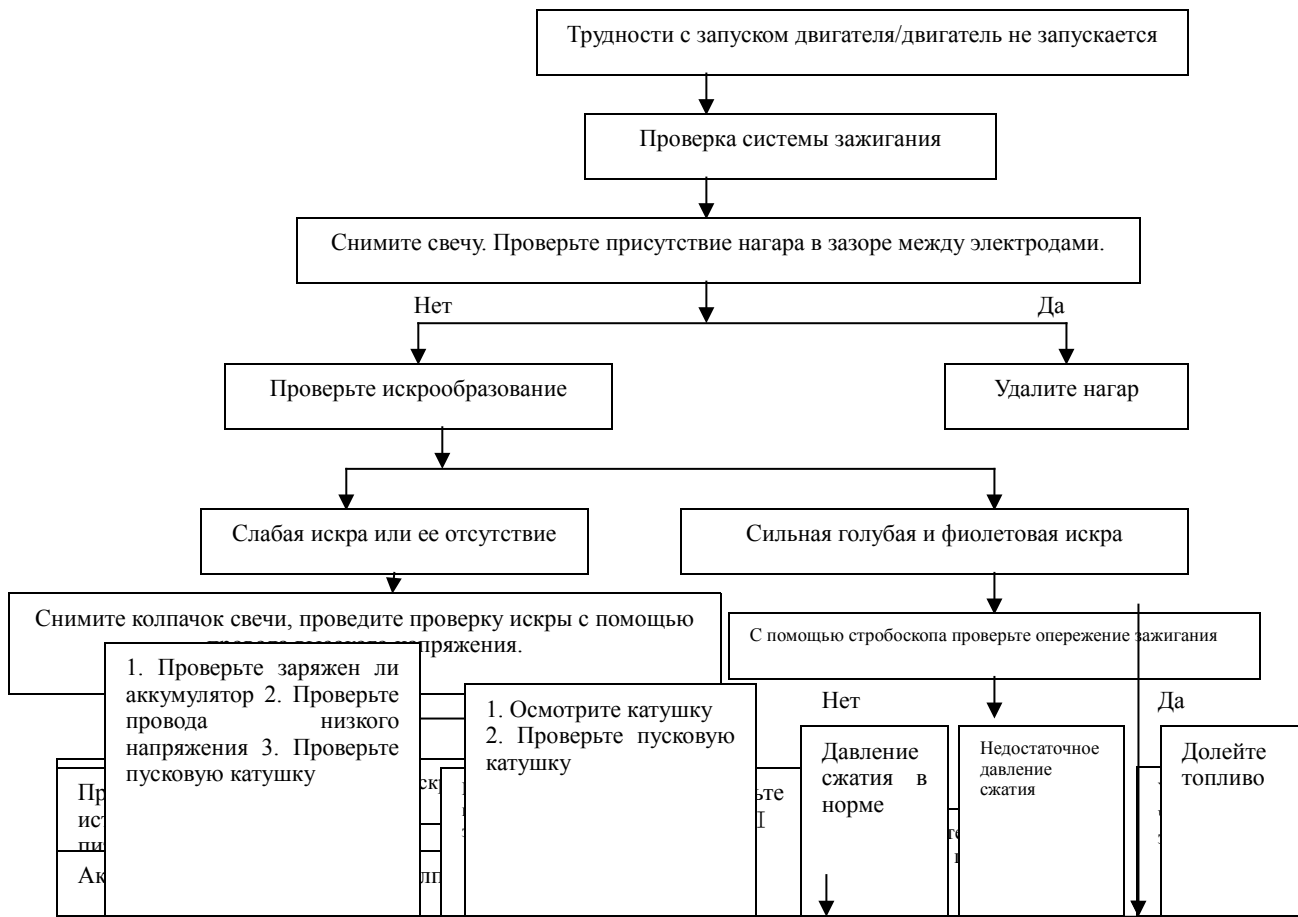 Трудности с запуском двигателя/двигатель не запускается
Проверка системы зажигания
Снимите свечу. Проверьте присутствие нагара в зазоре между электродами.
Нет
Да
Проверьте искрообразование
Удалите нагар
Слабая искра или ее отсутствие
Сильная голубая и фиолетовая искра
Снимите колпачок свечи, проведите проверку искры с помощью
С помощью стробоскопа проверьте опережение зажигания
1. Проверьте заряжен ли
аккумулятор 2. Проверьте
провода низкого
напряжения 3. Проверьте
пусковую катушку
1. Осмотрите катушку
2. Проверьте пусковую
катушку
Нет
Да
Давление
сжатия в
норме
Недостаточное
давление
сжатия
Долейте
топливо